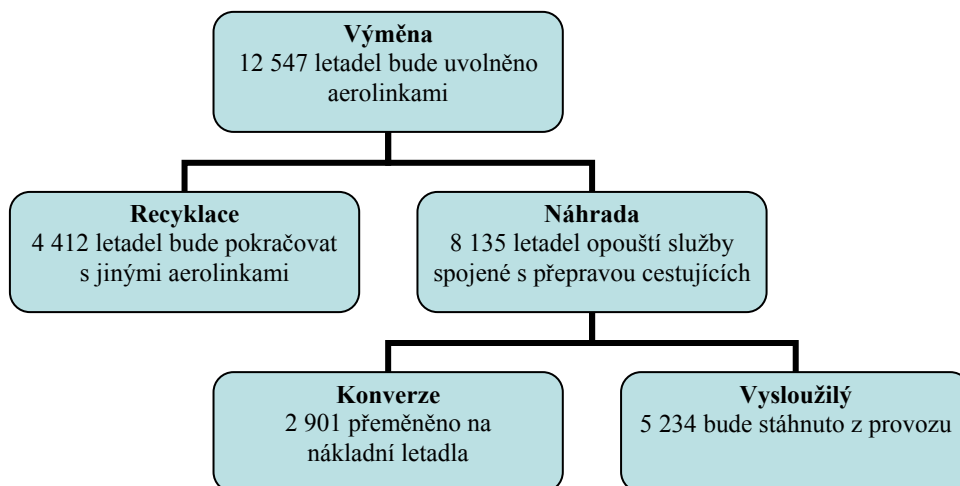 Výměna
12 547 letadel bude uvolněno
aerolinkami
Recyklace
4 412 letadel bude pokračovat
s jinými aerolinkami
Náhrada
8 135 letadel opouští služby
spojené s přepravou cestujících
Konverze
2 901 přeměněno na
nákladní letadla
Vysloužilý
5 234 bude stáhnuto z provozu